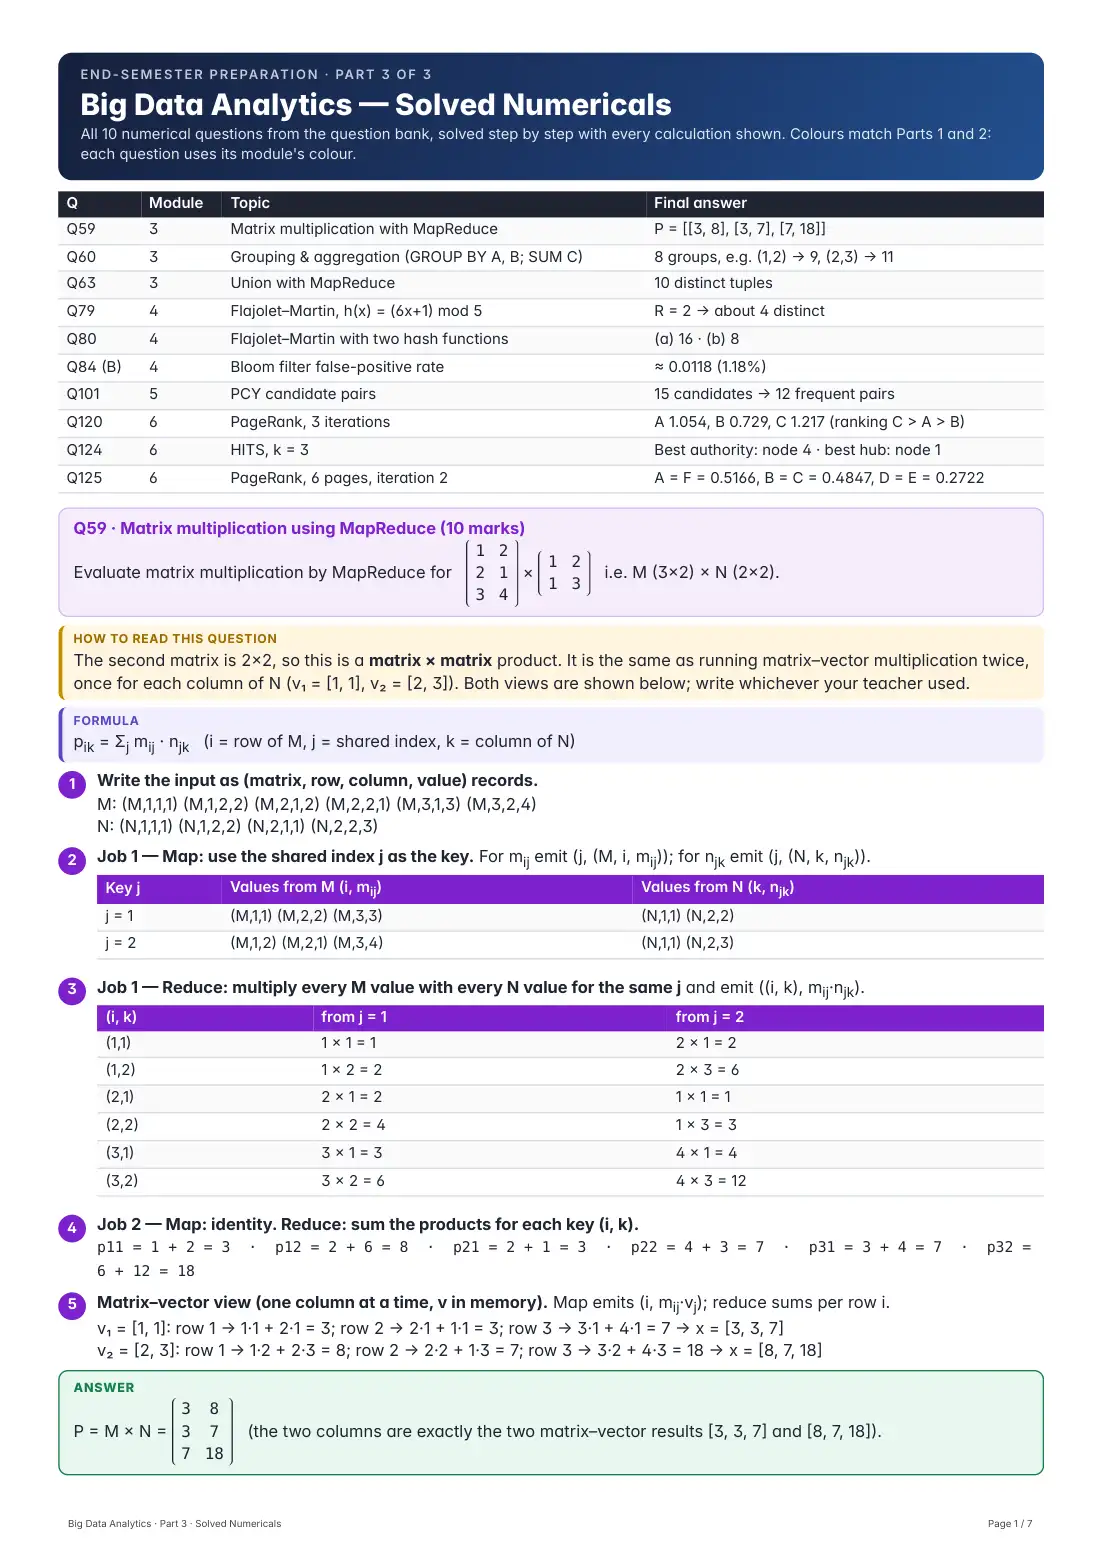 END-SEMESTER PREPARATION · PART 3 OF 3
Big Data Analytics — Solved Numericals
All 10 numerical questions from the question bank, solved step by step with every calculation shown. Colours match Parts 1 and 2:
each question uses its module's colour.
Q Module Topic Final answer
Q59 3 Matrix multiplication with MapReduce P = [[3, 8], [3, 7], [7, 18]]
Q60 3 Grouping & aggregation (GROUP BY A, B; SUM C) 8 groups, e.g. (1,2) → 9, (2,3) → 11
Q63 3 Union with MapReduce 10 distinct tuples
Q79 4 Flajolet–Martin, h(x) = (6x+1) mod 5 R = 2 → about 4 distinct
Q80 4 Flajolet–Martin with two hash functions (a) 16 · (b) 8
Q84 (B) 4 Bloom filter false-positive rate ≈ 0.0118 (1.18%)
Q101 5 PCY candidate pairs 15 candidates → 12 frequent pairs
Q120 6 PageRank, 3 iterations A 1.054, B 0.729, C 1.217 (ranking C > A > B)
Q124 6 HITS, k = 3 Best authority: node 4 · best hub: node 1
Q125 6 PageRank, 6 pages, iteration 2 A = F = 0.5166, B = C = 0.4847, D = E = 0.2722
Q59 · Matrix multiplication using MapReduce (10 marks)
1 2
2 1
3 4
Evaluate matrix multiplication by MapReduce for × i.e. M (3×2) × N (2×2).
1 2
1 3
HOW TO READ THIS QUESTION
The second matrix is 2×2, so this is a matrix × matrix product. It is the same as running matrix–vector multiplication twice,
once for each column of N (v₁ = [1, 1], v₂ = [2, 3]). Both views are shown below; write whichever your teacher used.
FORMULA
pik = Σj mij · njk (i = row of M, j = shared index, k = column of N)
1 Write the input as (matrix, row, column, value) records.
M: (M,1,1,1) (M,1,2,2) (M,2,1,2) (M,2,2,1) (M,3,1,3) (M,3,2,4)
N: (N,1,1,1) (N,1,2,2) (N,2,1,1) (N,2,2,3)
2 Job 1 — Map: use the shared index j as the key. For mij emit (j, (M, i, mij)); for njk emit (j, (N, k, njk)).
Key j Values from M (i, mij) Values from N (k, njk)
j = 1 (M,1,1) (M,2,2) (M,3,3) (N,1,1) (N,2,2)
j = 2 (M,1,2) (M,2,1) (M,3,4) (N,1,1) (N,2,3)
3 Job 1 — Reduce: multiply every M value with every N value for the same j and emit ((i, k), mij·njk).
(i, k) from j = 1 from j = 2
(1,1) 1 × 1 = 1 2 × 1 = 2
(1,2) 1 × 2 = 2 2 × 3 = 6
(2,1) 2 × 1 = 2 1 × 1 = 1
(2,2) 2 × 2 = 4 1 × 3 = 3
(3,1) 3 × 1 = 3 4 × 1 = 4
(3,2) 3 × 2 = 6 4 × 3 = 12
4 Job 2 — Map: identity. Reduce: sum the products for each key (i, k).
p11 = 1 + 2 = 3 · p12 = 2 + 6 = 8 · p21 = 2 + 1 = 3 · p22 = 4 + 3 = 7 · p31 = 3 + 4 = 7 · p32 =
6 + 12 = 18
5 Matrix–vector view (one column at a time, v in memory). Map emits (i, mij·vj); reduce sums per row i.
v₁ = [1, 1]: row 1 → 1·1 + 2·1 = 3; row 2 → 2·1 + 1·1 = 3; row 3 → 3·1 + 4·1 = 7 → x = [3, 3, 7]
v₂ = [2, 3]: row 1 → 1·2 + 2·3 = 8; row 2 → 2·2 + 1·3 = 7; row 3 → 3·2 + 4·3 = 18 → x = [8, 7, 18]
ANSWER
3 8
P = M × N = 3 7 (the two columns are exactly the two matrix–vector results [3, 3, 7] and [8, 7, 18]).
7 18
Big Data Analytics · Part 3 · Solved Numericals Page 1 / 7